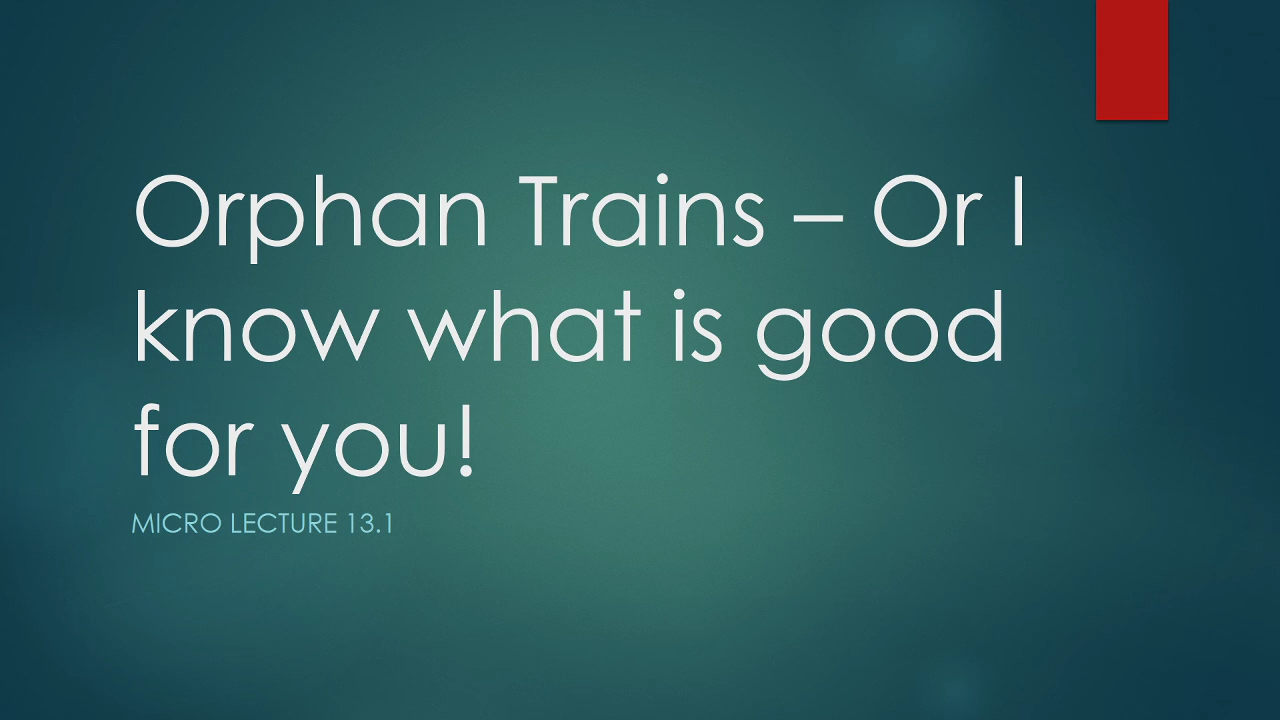 Orphan Trains – Or I
know what is good
for you!
MICRO LECTURE 13.1